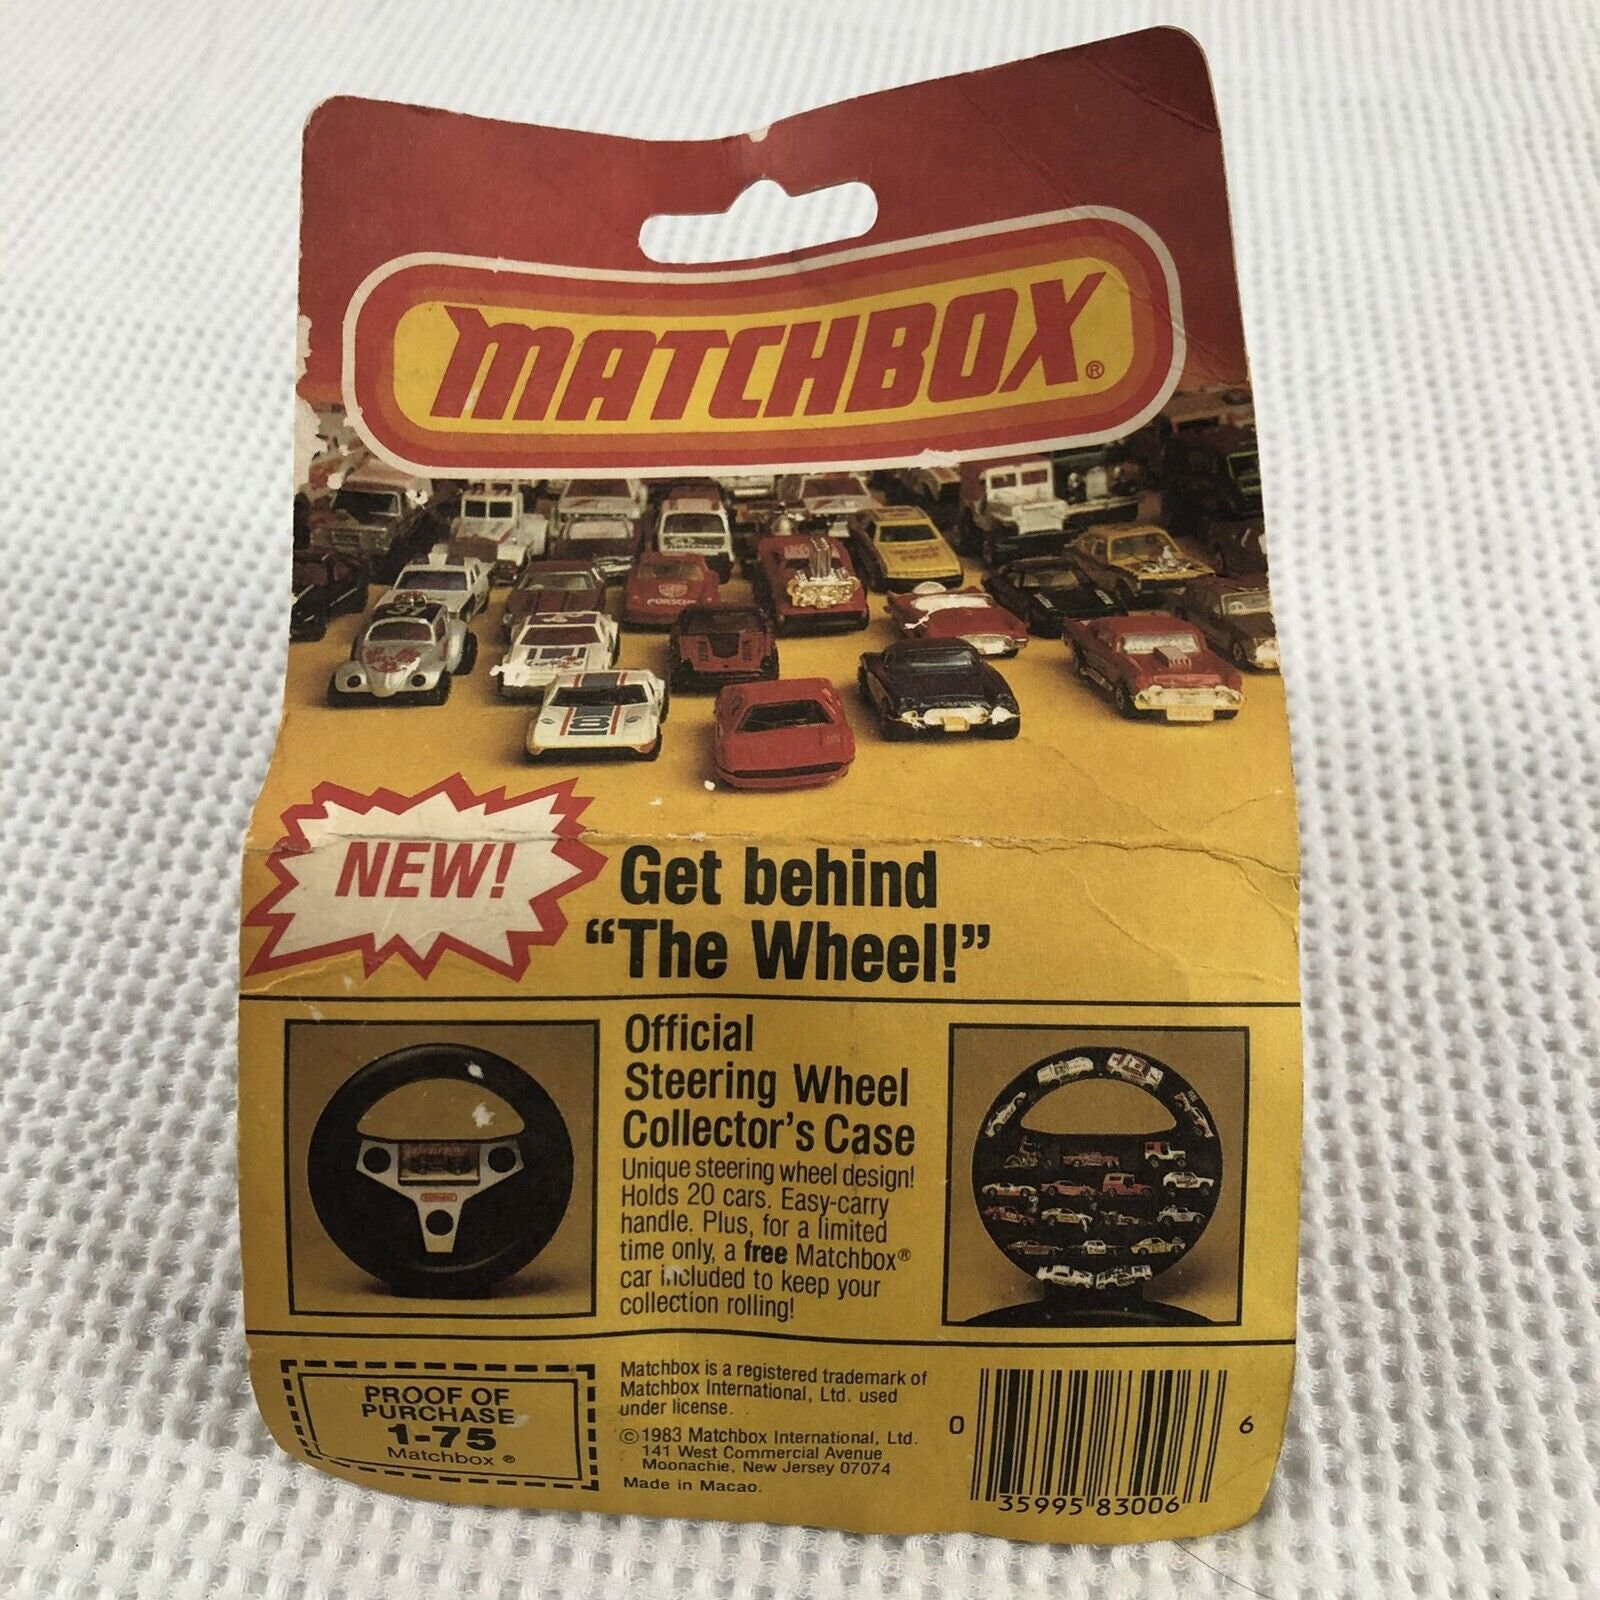 MATCHBOX®
PORSCHE
8
NEW!
Get behind
“The Wheel!”
Official
Steering Wheel
Collector's Case
Unique steering wheel design!
Holds 20 cars. Easy-carry
handle. Plus, for a limited
time only, a free Matchbox®
car included to keep your
collection rolling!
PROOF OF
PURCHASE
1-75
Matchbox ®
Matchbox is a registered trademark of
Matchbox International, Ltd. used
under license.
©1983 Matchbox International, Ltd.
141 West Commercial Avenue
Moonachie, New Jersey 07074
Made in Macao.
0 35995 83006 6